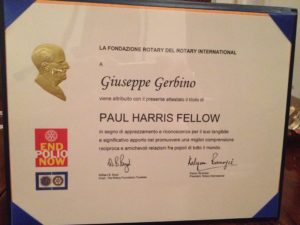 LA FONDAZIONE ROTARY DEL ROTARY INTERNATIONAL
A
Giuseppe Gerbino
viene attribuito con il presente attestato il titolo di
PAUL HARRIS FELLOW
in segno di apprezzamento e riconoscenza per il suo tangibile
e significativo apporto nel promuovere una miglior comprensione
reciproca e amichevoli relazioni fra popoli di tutto il mondo.
END
POLIO
NOW